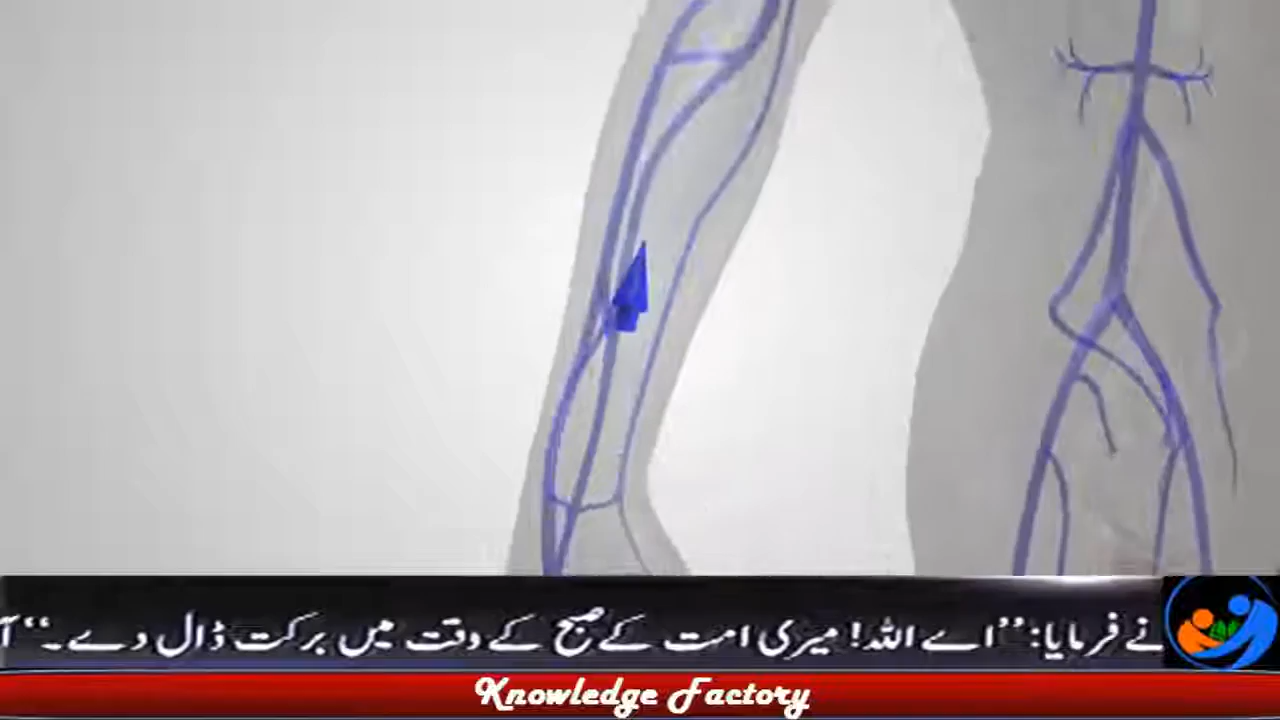 نے فرمایا: ’’اے اللہ! میری امت کے صبح کے وقت میں برکت ڈال دے۔‘‘ آ
Knowledge Factory